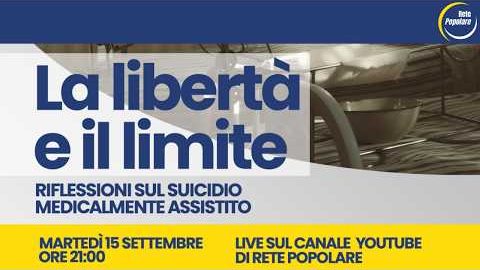 Rete
Popolare
La libertà
e il limite
RIFLESSIONI SUL SUICIDIO
MEDICALMENTE ASSISTITO
MARTEDÌ 15 SETTEMBRE
ORE 21:00
LIVE SUL CANALE YOUTUBE
DI RETE POPOLARE